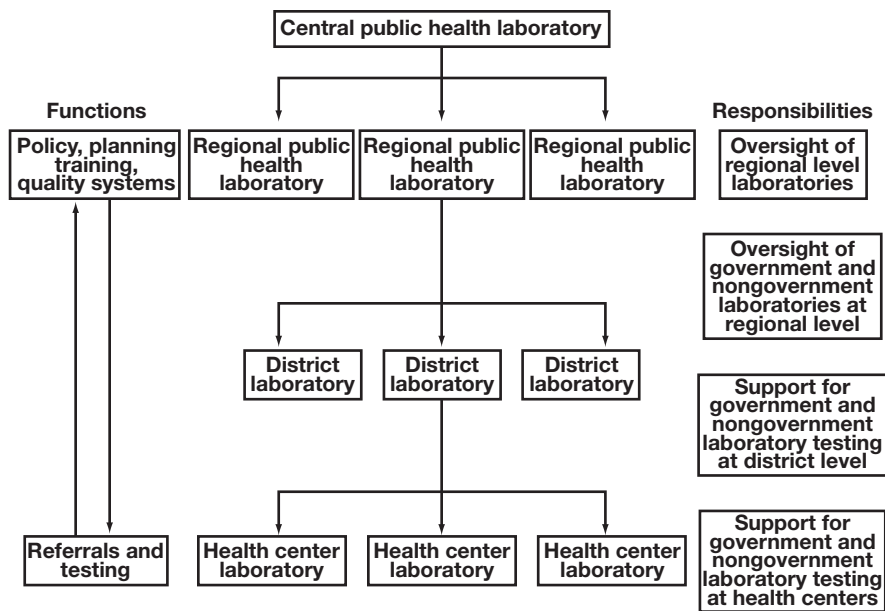 Central public health laboratory
Functions
Responsibilities
Policy, planning
training,
quality systems
Regional public
health
laboratory
Regional public
health
laboratory
Regional public
health
laboratory
Oversight of
regional level
laboratories
Oversight of
government and
nongovernment
laboratories at
regional level
District
laboratory
District
laboratory
District
laboratory
Support for
government and
nongovernment
laboratory testing
at district level
Referrals and
testing
Health center
laboratory
Health center
laboratory
Health center
laboratory
Support for
government and
nongovernment
laboratory testing
at health centers